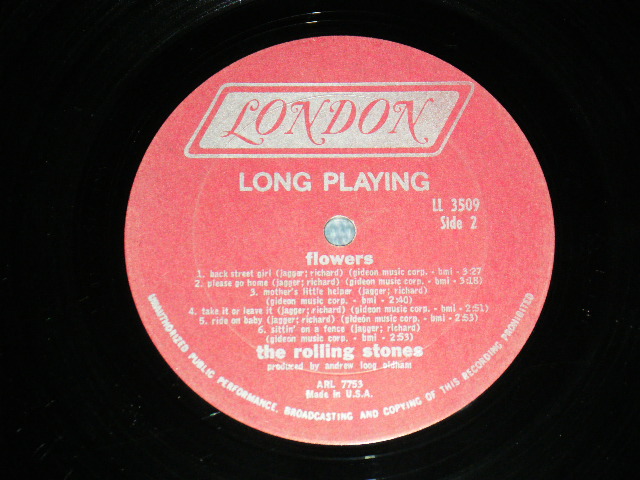 LONDON
LONG PLAYING
LL 3509
Side 2
flowers
1. back street girl (jagger; richard) (gideon music corp. - bmi - 3:27
2. please go home (jagger; richard) (gideon music corp. - bmi - 3:18)
3. mother's little helper (jagger; richard)
(gideon music corp. - bmi - 2:40)
4. take it or leave it (jagger; richard) (gideon music corp. - bmi - 2:51)
5. ride on baby (jagger; richard) (gideon music corp. - bmi - 2:53)
6. sittin' on a fence (jagger; richard)
(gideon music corp. - bmi - 2:53)
the rolling stones
produced by andrew loog oldham
ARL 7753
Made in U.S.A.
UNAUTHORIZED PUBLIC PERFORMANCE, BROADCASTING AND COPYING OF THIS RECORDING PROHIBITED